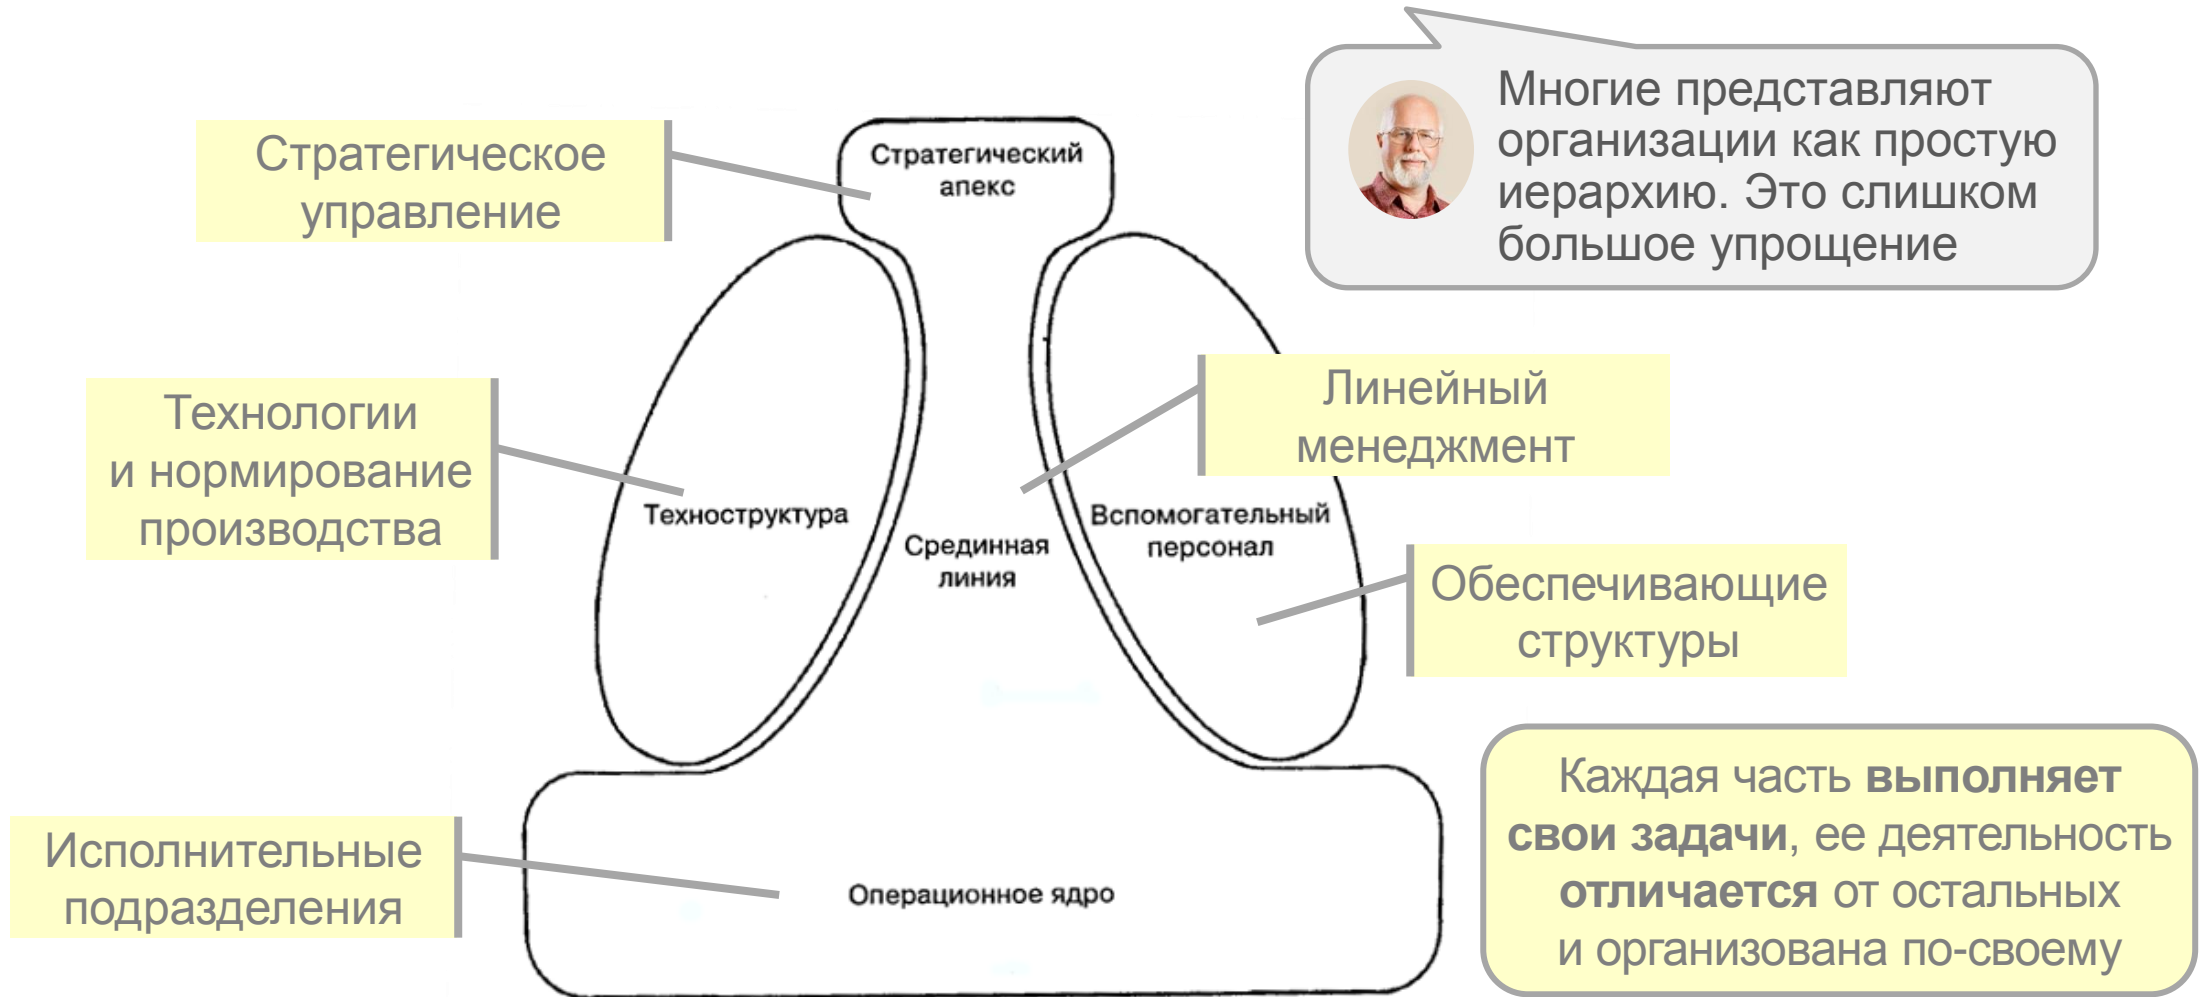 Многие представляют
организации как простую
иерархию. Это слишком
большое упрощение
Стратегическое
управление
Стратегический
апекс
Технологии
и нормирование
производства
Линейный
менеджмент
Техноструктура
Срединная
линия
Вспомогательный
персонал
Обеспечивающие
структуры
Исполнительные
подразделения
Операционное ядро
Каждая часть выполняет
свои задачи, ее деятельность
отличается от остальных
и организована по-своему